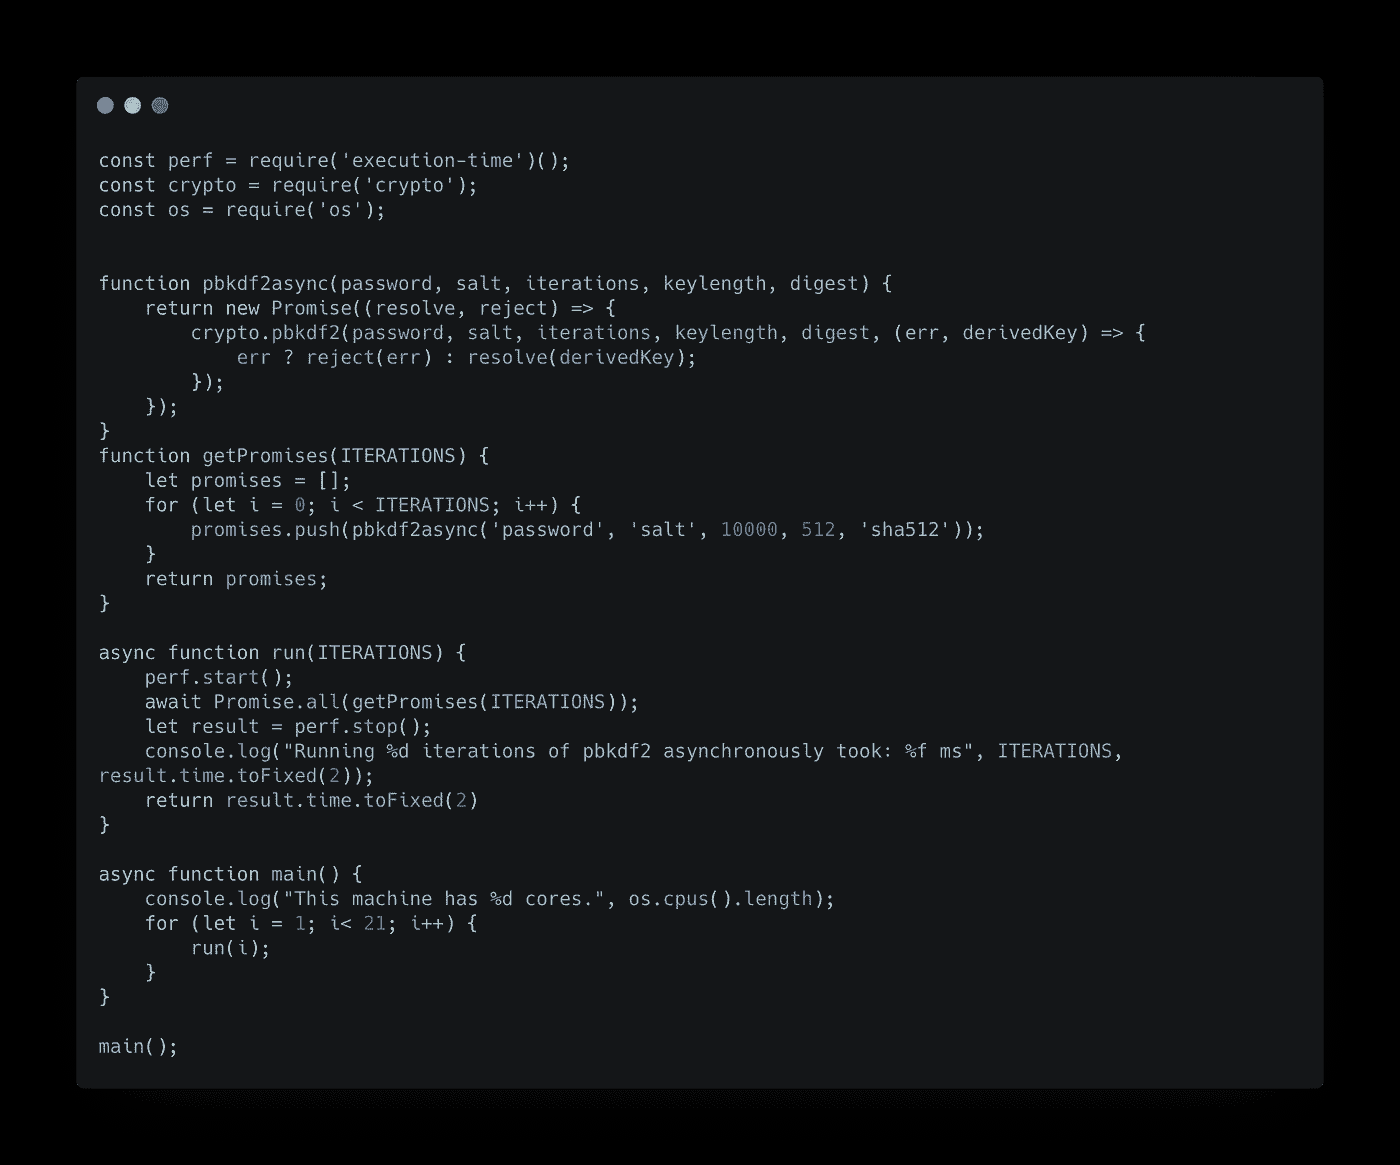 const perf = require('execution-time')();
const crypto = require('crypto');
const os = require('os');
function pbkdf2async(password, salt, iterations, keylength, digest) {
    return new Promise((resolve, reject) => {
        crypto.pbkdf2(password, salt, iterations, keylength, digest, (err, derivedKey) => {
            err ? reject(err) : resolve(derivedKey);
        });
    });
}
function getPromises(ITERATIONS) {
    let promises = [];
    for (let i = 0; i < ITERATIONS; i++) {
        promises.push(pbkdf2async('password', 'salt', 10000, 512, 'sha512'));
    }
    return promises;
}
async function run(ITERATIONS) {
    perf.start();
    await Promise.all(getPromises(ITERATIONS));
    let result = perf.stop();
    console.log("Running %d iterations of pbkdf2 asynchronously took: %f ms", ITERATIONS,
result.time.toFixed(2));
    return result.time.toFixed(2)
}
async function main() {
    console.log("This machine has %d cores.", os.cpus().length);
    for (let i = 1; i< 21; i++) {
        run(i);
    }
}
main();